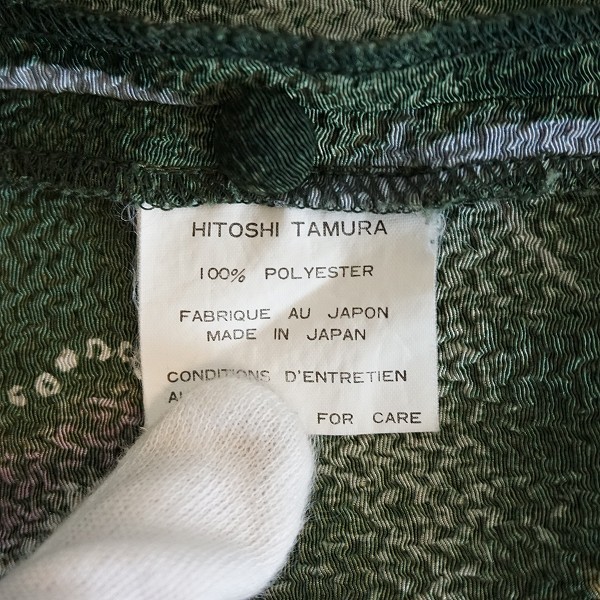 HITOSHI TAMURA
100% POLYESTER
FABRIQUE AU JAPON
MADE IN JAPAN
CONDITIONS D'ENTRETIEN
FOR CARE